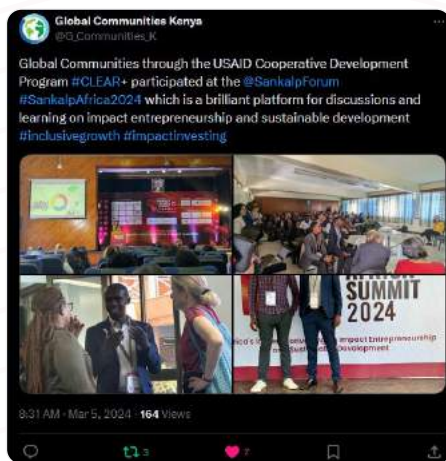 Global Communities Kenya
@G_Communities_K
Global Communities through the USAID Cooperative Development
Program #CLEAR+ participated at the @SankalpForum
#SankalpAfrica2024 which is a brilliant platform for discussions and
learning on impact entrepreneurship and sustainable development
#inclusivegrowth #impactinvesting
SUMMIT
2024
Impact Entrepreneurship
Development
8:31 AM · Mar 5, 2024 · 164 Views
3
7